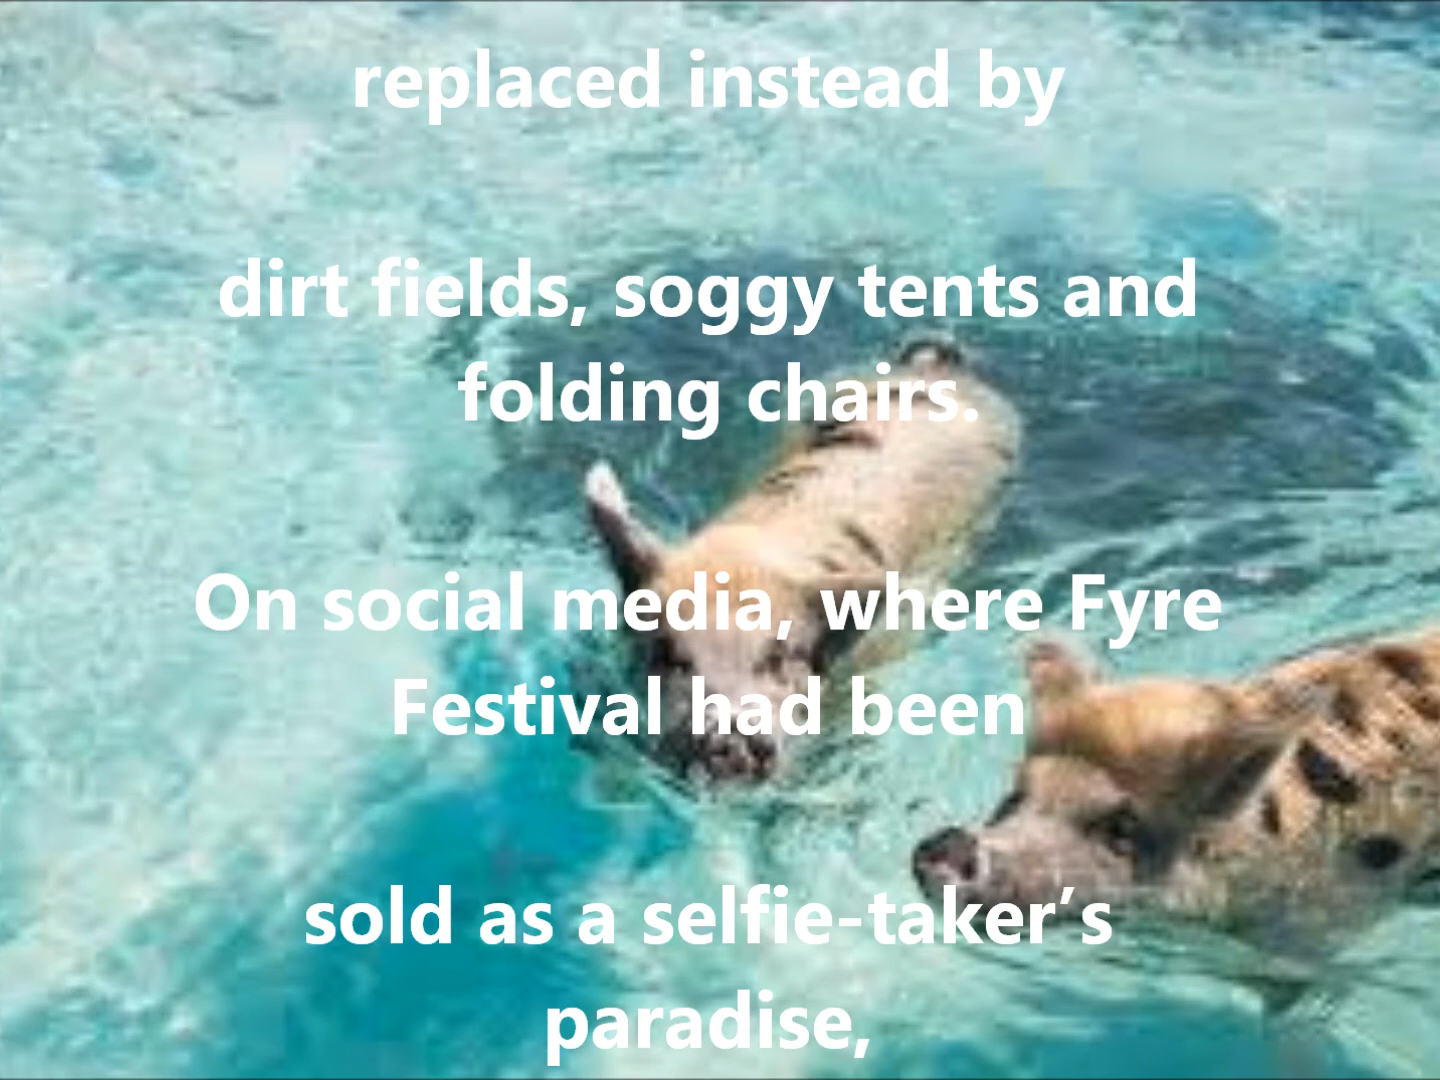 replaced instead by
dirt fields, soggy tents and
folding chairs.
On social media, where Fyre
Festival had been
sold as a selfie-taker’s
paradise,